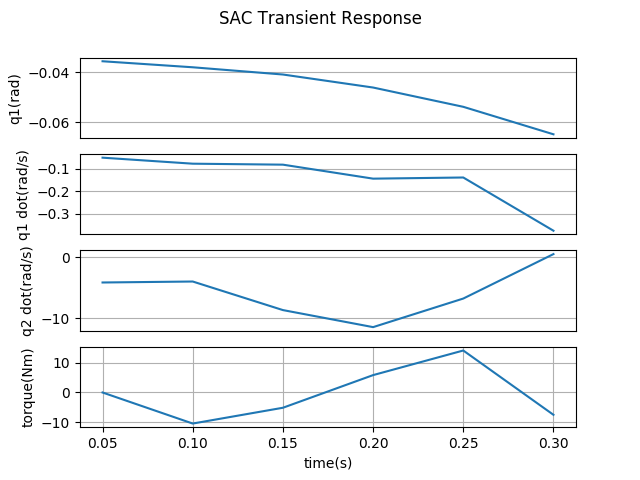 SAC Transient Response
q1(rad)
−0.04
−0.06
q1 dot(rad/s)
−0.1
−0.2
−0.3
q2 dot(rad/s)
0
−10
torque(Nm)
10
0
−10
0.05 0.10 0.15 0.20 0.25 0.30
time(s)